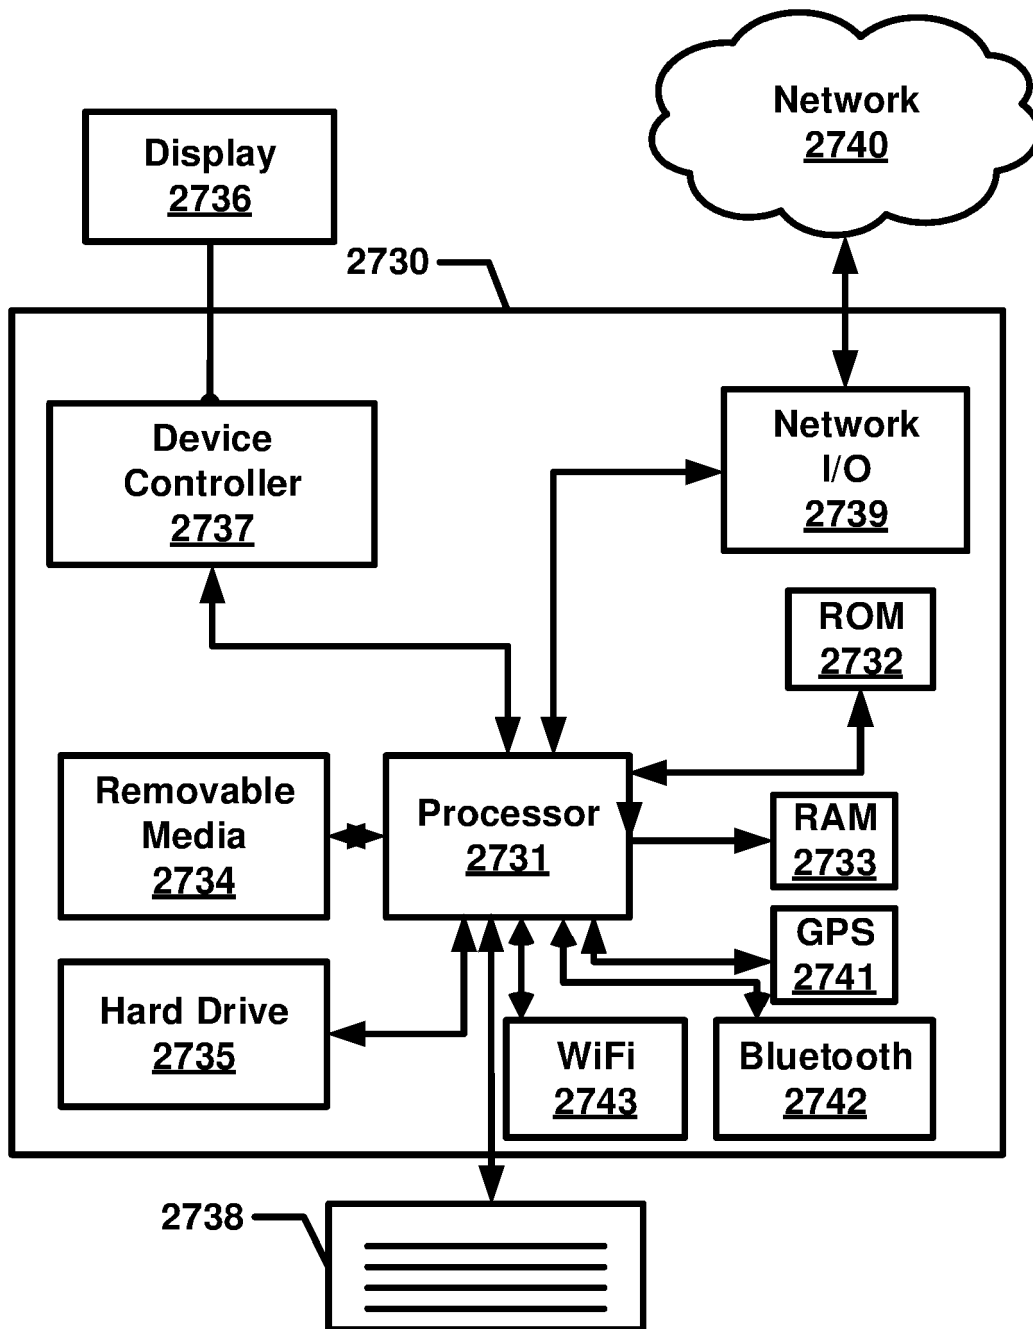 Network
2740
Display
2736
2730
Device
Controller
2737
Network
I/O
2739
ROM
2732
Removable
Media
2734
Processor
2731
RAM
2733
GPS
2741
Hard Drive
2735
WiFi
2743
Bluetooth
2742
2738